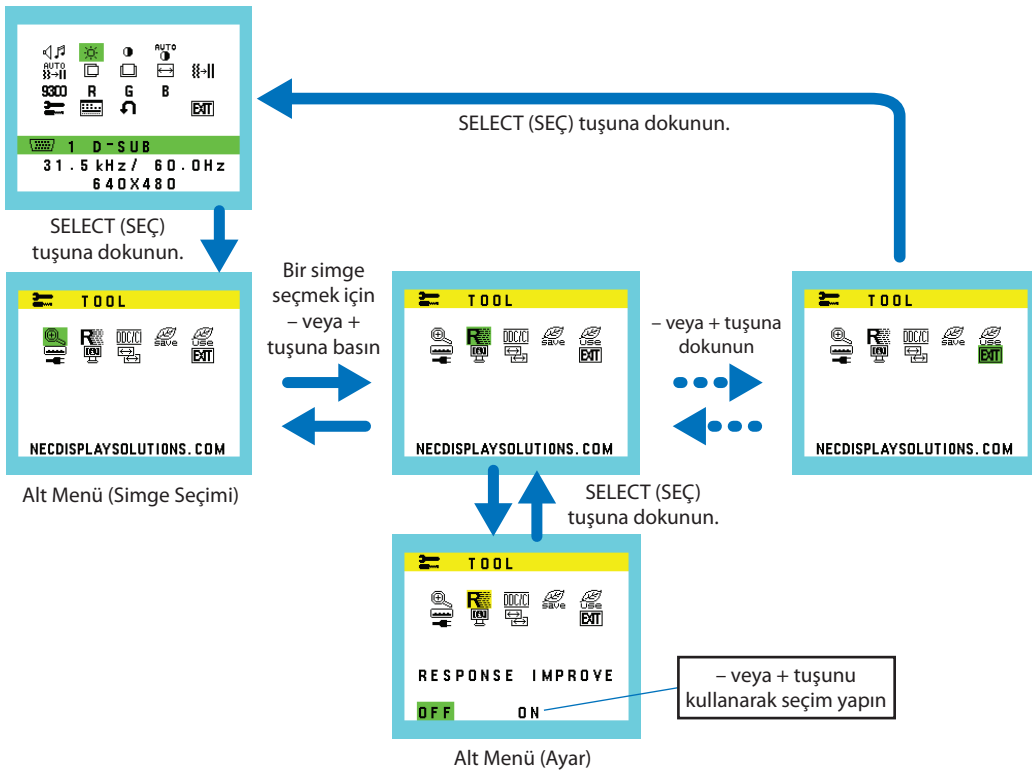 AUTO
AUTO
9300 R G B
EXIT
1 D-SUB
31.5kHz/ 60.0Hz
640X480
SELECT (SEÇ) tuşuna dokunun.
SELECT (SEÇ)
tuşuna dokunun.
TOOL
R DDC/CI save use
EXIT
NECDISPLAYSOLUTIONS.COM
Alt Menü (Simge Seçimi)
Bir simge
seçmek için
– veya +
tuşuna basın
TOOL
R DDC/CI save use
EXIT
NECDISPLAYSOLUTIONS.COM
– veya + tuşuna
dokunun
TOOL
R DDC/CI save use
EXIT
NECDISPLAYSOLUTIONS.COM
SELECT (SEÇ)
tuşuna dokunun.
TOOL
R DDC/CI save use
EXIT
RESPONSE IMPROVE
OFF ON
– veya + tuşunu
kullanarak seçim yapın
Alt Menü (Ayar)